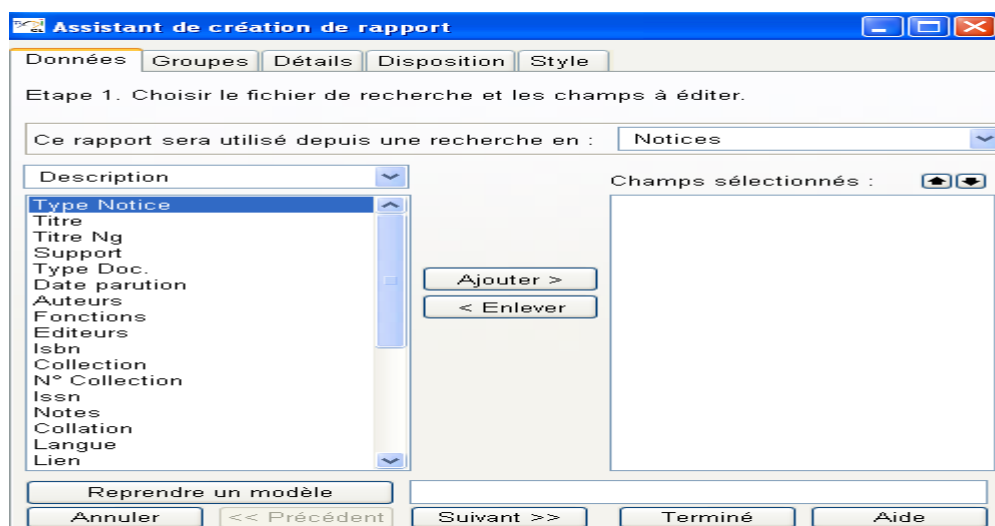 Assistant de création de rapport
Données Groupes Détails Disposition Style
Etape 1. Choisir le fichier de recherche et les champs à éditer.
Ce rapport sera utilisé depuis une recherche en : Notices
Description
Champs sélectionnés :
Type Notice
Titre
Titre Ng
Support
Type Doc.
Date parution
Auteurs
Fonctions
Editeurs
Isbn
Collection
N° Collection
Issn
Notes
Collation
Langue
Lien
Ajouter >
< Enlever
Reprendre un modèle
Annuler << Précédent Suivant >> Terminé Aide